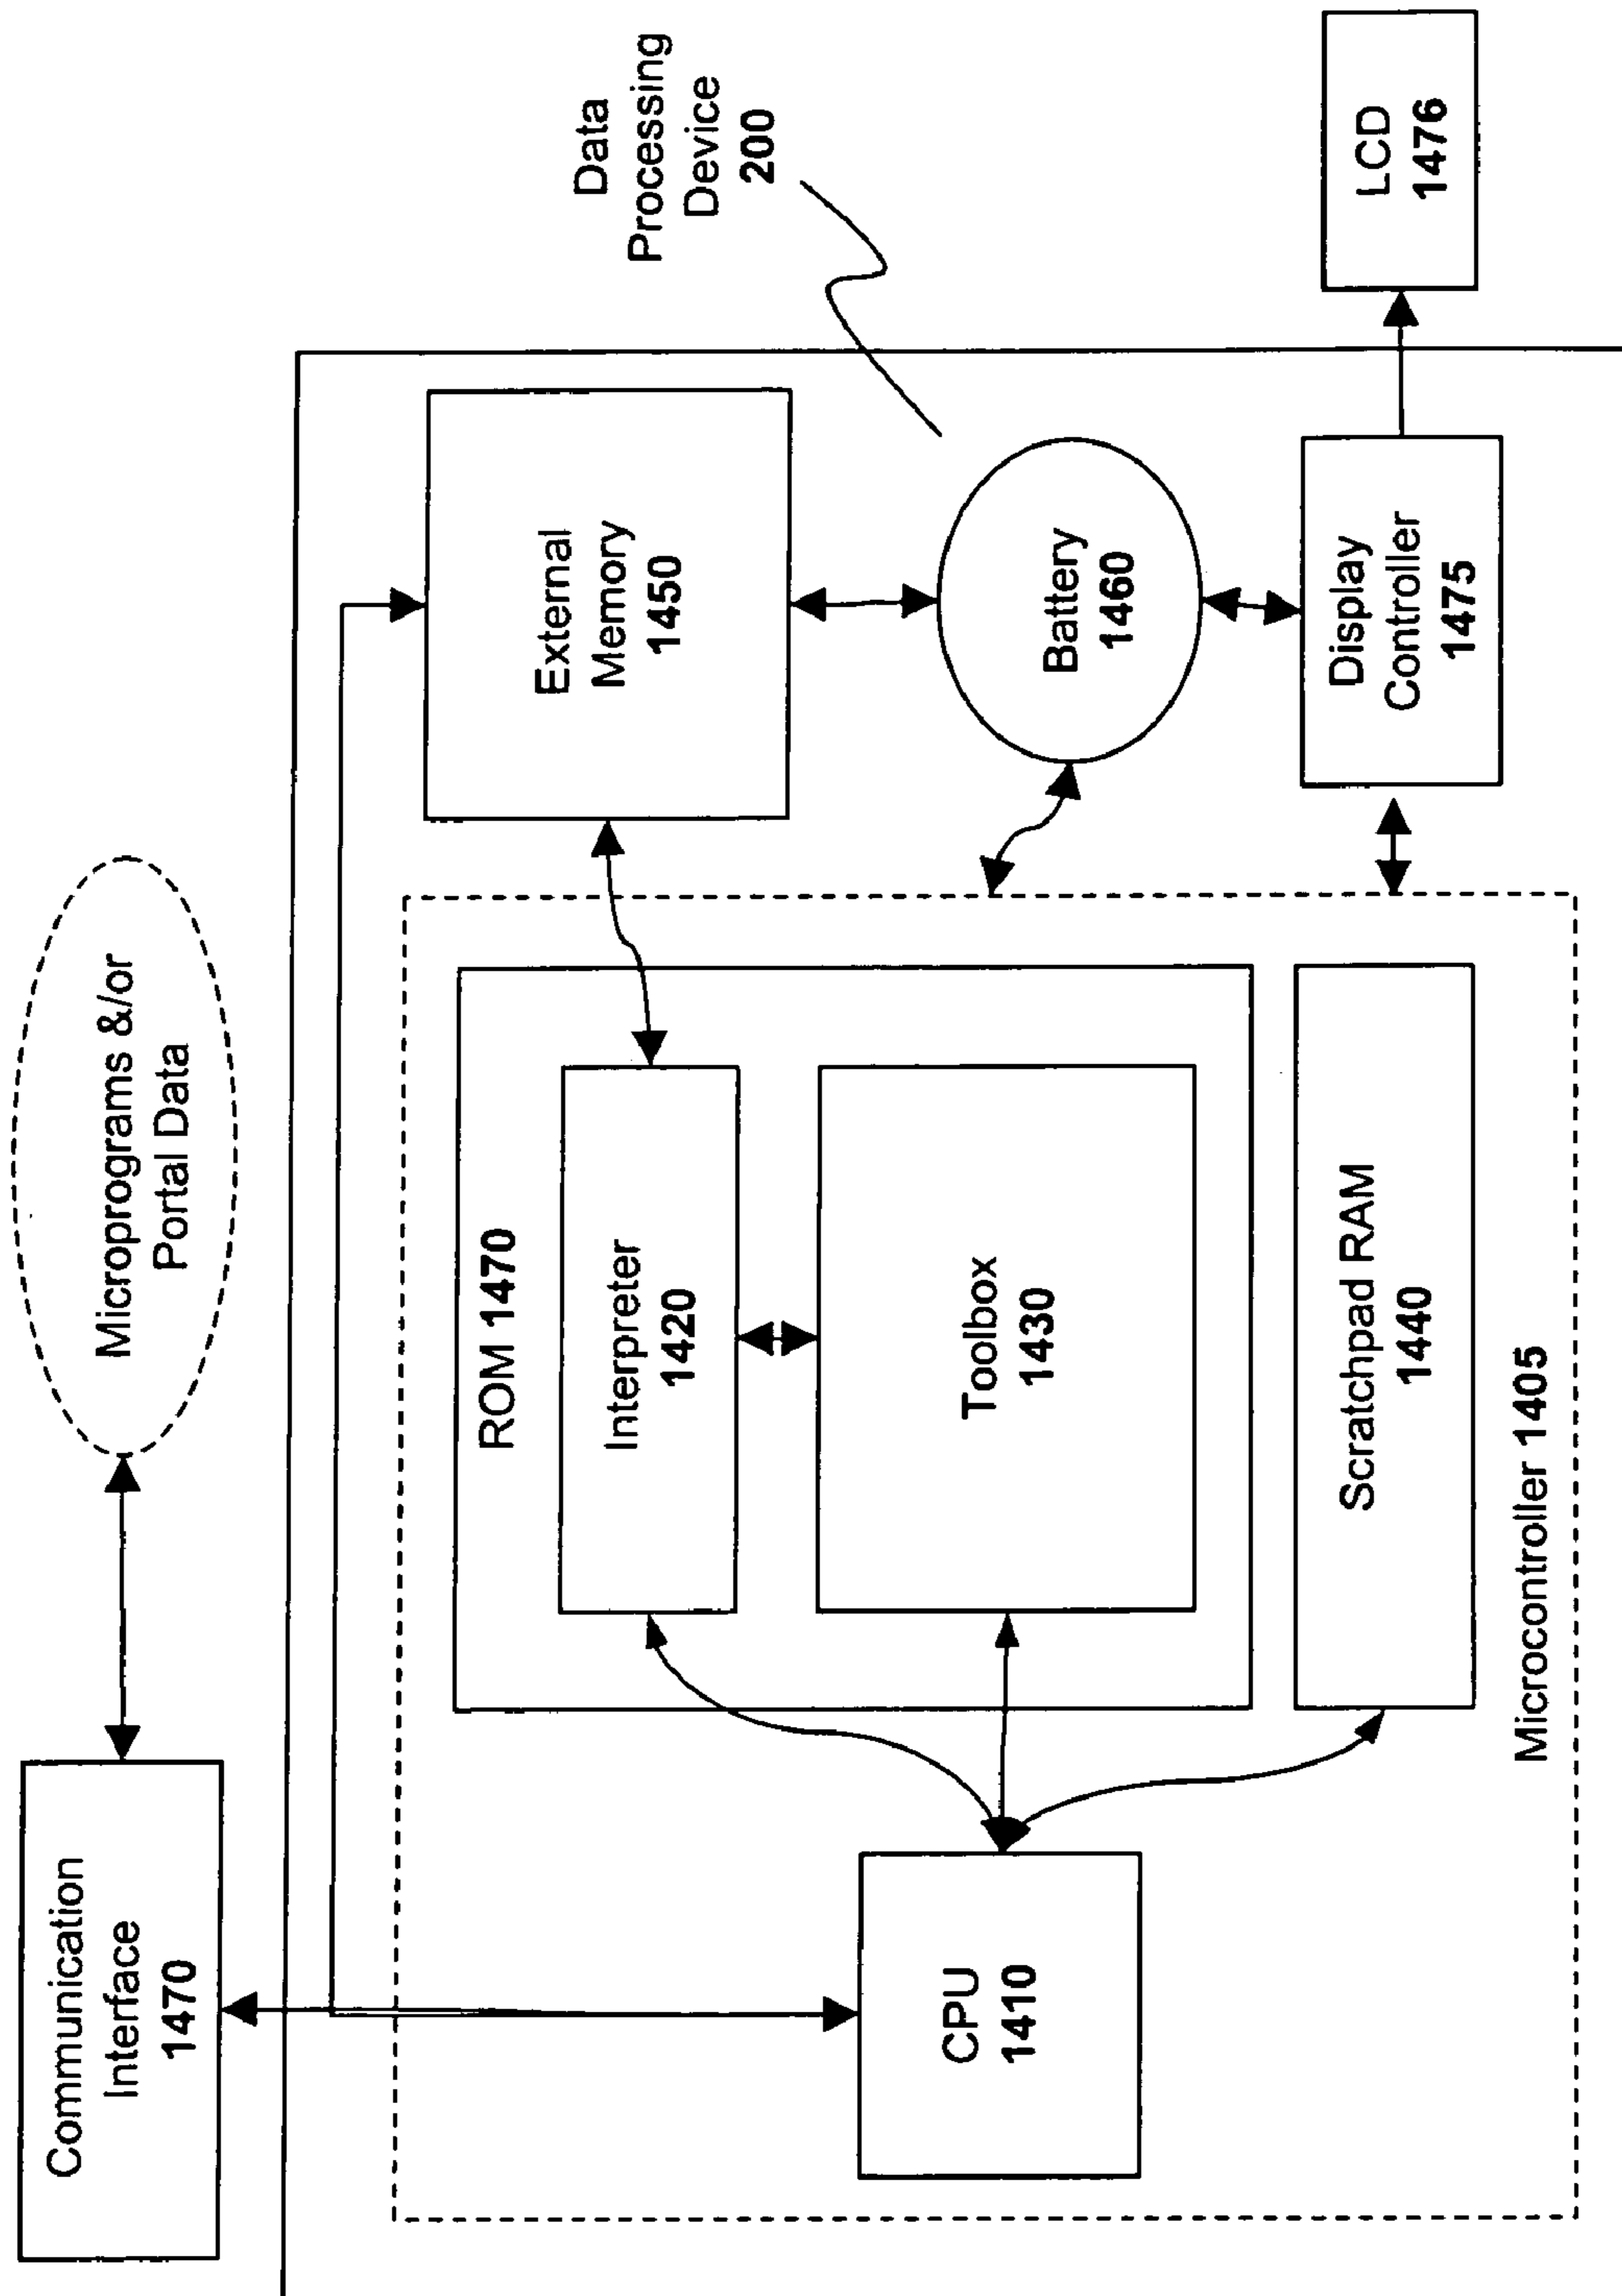 Communication
Interface
1470
Microprograms &/or
Portal Data
Data
Processing
Device
200
ROM 1470
Interpreter
1420
External
Memory
1450
CPU
1410
Toolbox
1430
Battery
1460
Scratchpad RAM
1440
Display
Controller
1475
LCD
1476
Microcontroller 1405